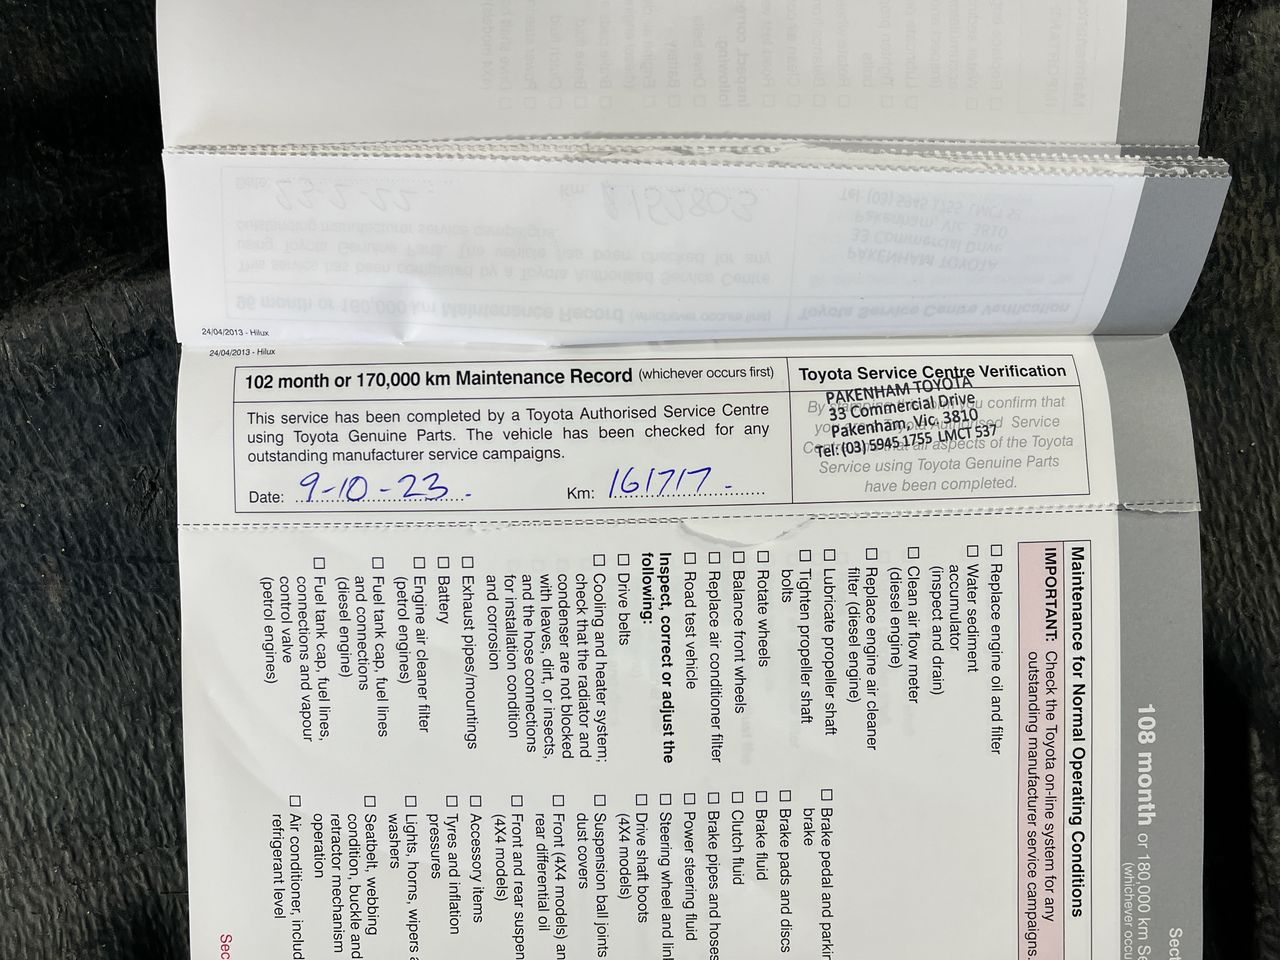 24/04/2013 - Hilux
24/04/2013 - Hilux
102 month or 170,000 km Maintenance Record (whichever occurs first)
This service has been completed by a Toyota Authorised Service Centre
using Toyota Genuine Parts. The vehicle has been checked for any
outstanding manufacturer service campaigns.
Date: 9-10-23
Km: 161717
Toyota Service Centre Verification
PAKENHAM TOYOTA
33 Commercial Drive
Pakenham, Vic. 3810
Tel: (03) 5945 1755 LMCT 537
By confirm that
Service
aspects of the Toyota
Service using Toyota Genuine Parts
have been completed.
108 month or 180,000 km
(whichever
Maintenance for Normal Operating Conditions
IMPORTANT: Check the Toyota on-line system for any
outstanding manufacturer service campaigns.
☐ Replace engine oil and filter
☐ Water sediment
accumulator
(inspect and drain)
☐ Clean air flow meter
(diesel engine)
☐ Replace engine air cleaner
filter (diesel engine)
☐ Lubricate propeller shaft
☐ Tighten propeller shaft
bolts
☐ Rotate wheels
☐ Balance front wheels
☐ Replace air conditioner filter
☐ Road test vehicle
Inspect, correct or adjust the
following:
☐ Drive belts
☐ Cooling and heater system;
check that the radiator and
condenser are not blocked
with leaves, dirt, or insects,
and the hose connections
for installation condition
and corrosion
☐ Exhaust pipes/mountings
☐ Battery
☐ Engine air cleaner filter
(petrol engines)
☐ Fuel tank cap, fuel lines
and connections
(diesel engine)
☐ Fuel tank cap, fuel lines,
connections and vapour
control valve
(petrol engines)
☐ Brake pedal and
brake
☐ Brake pads and discs
☐ Brake fluid
☐ Clutch fluid
☐ Brake pipes and hoses
☐ Power steering fluid
☐ Steering wheel and
☐ Drive shaft boots
(4X4 models)
☐ Suspension ball joints
dust covers
☐ Front (4X4 models)
rear differential oil
☐ Front and rear
(4X4 models)
☐ Accessory items
☐ Tyres and inflation
pressures
☐ Lights, horns, wipers
washers
☐ Seatbelt, webbing
condition, buckle and
retractor mechanism
operation
☐ Air conditioner,
refrigerant level